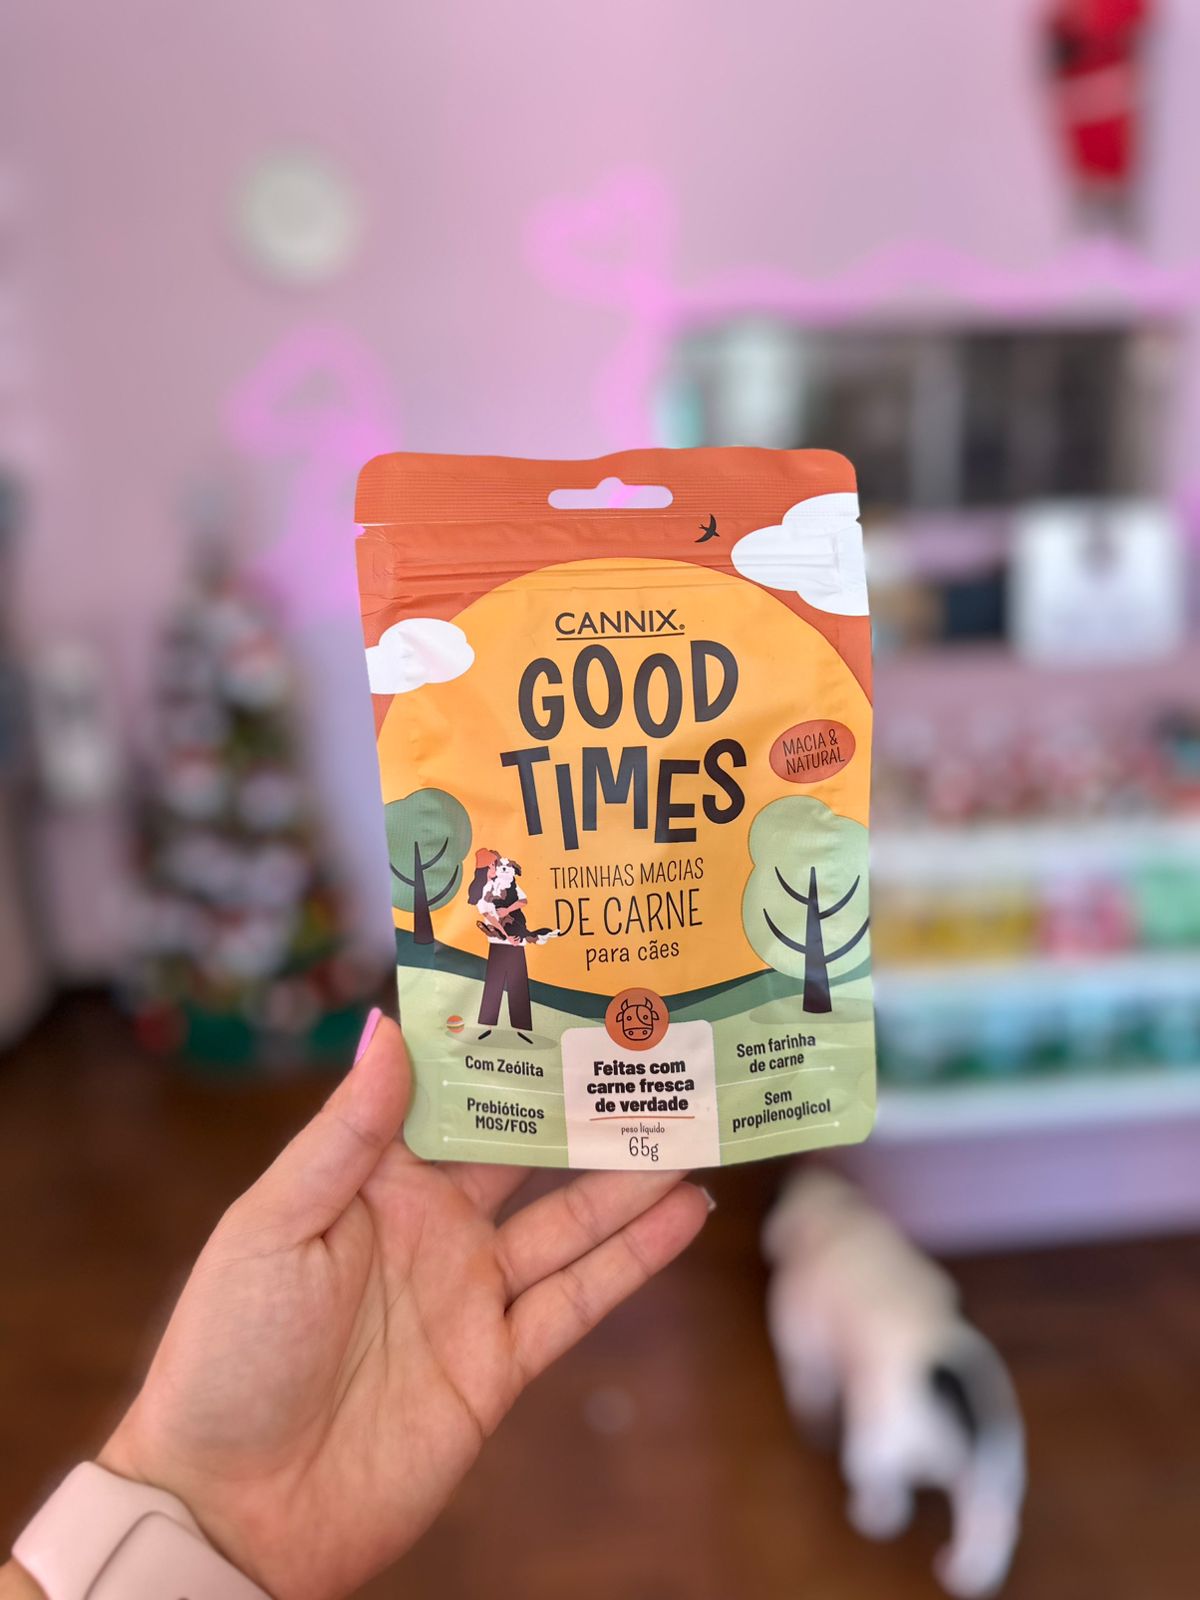 CANNIX®
GOOD
TIMES
MACIA &
NATURAL
TIRINHAS MACIAS
DE CARNE
para cães
Com Zeólita
Prebióticos
MOS/FOS
Feitas com
carne fresca
de verdade
peso líquido
65g
Sem farinha
de carne
Sem
propilenoglicol